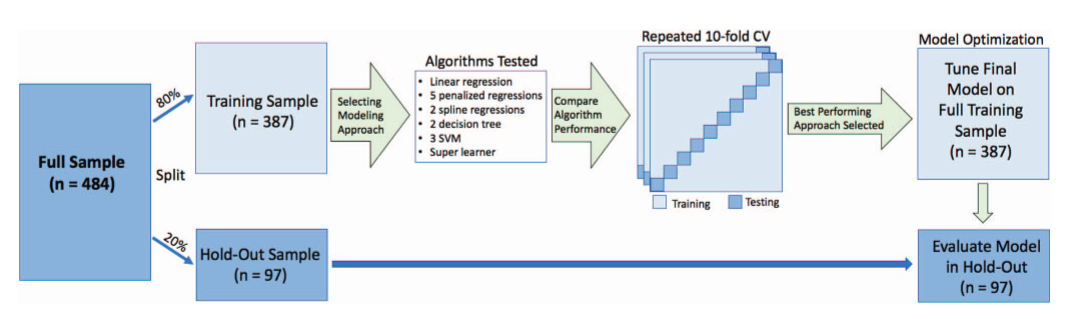 Full Sample
(n = 484)
80%
Split
20%
Training Sample
(n = 387)
Hold-Out Sample
(n = 97)
Selecting
Modeling
Approach
Algorithms Tested
• Linear regression
• 5 penalized regressions
• 2 spline regressions
• 2 decision tree
• 3 SVM
• Super learner
Compare
Algorithm
Performance
Repeated 10-fold CV
Training
Testing
Best Performing
Approach Selected
Model Optimization
Tune Final
Model on
Full Training
Sample
(n = 387)
Evaluate Model
in Hold-Out
(n = 97)